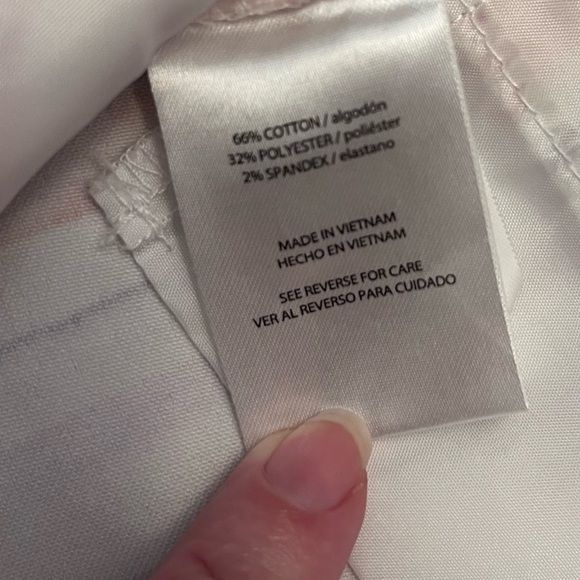 66% COTTON / algodón
32% POLYESTER / poliéster
2% SPANDEX / elastano
MADE IN VIETNAM
HECHO EN VIETNAM
SEE REVERSE FOR CARE
VER AL REVERSO PARA CUIDADO